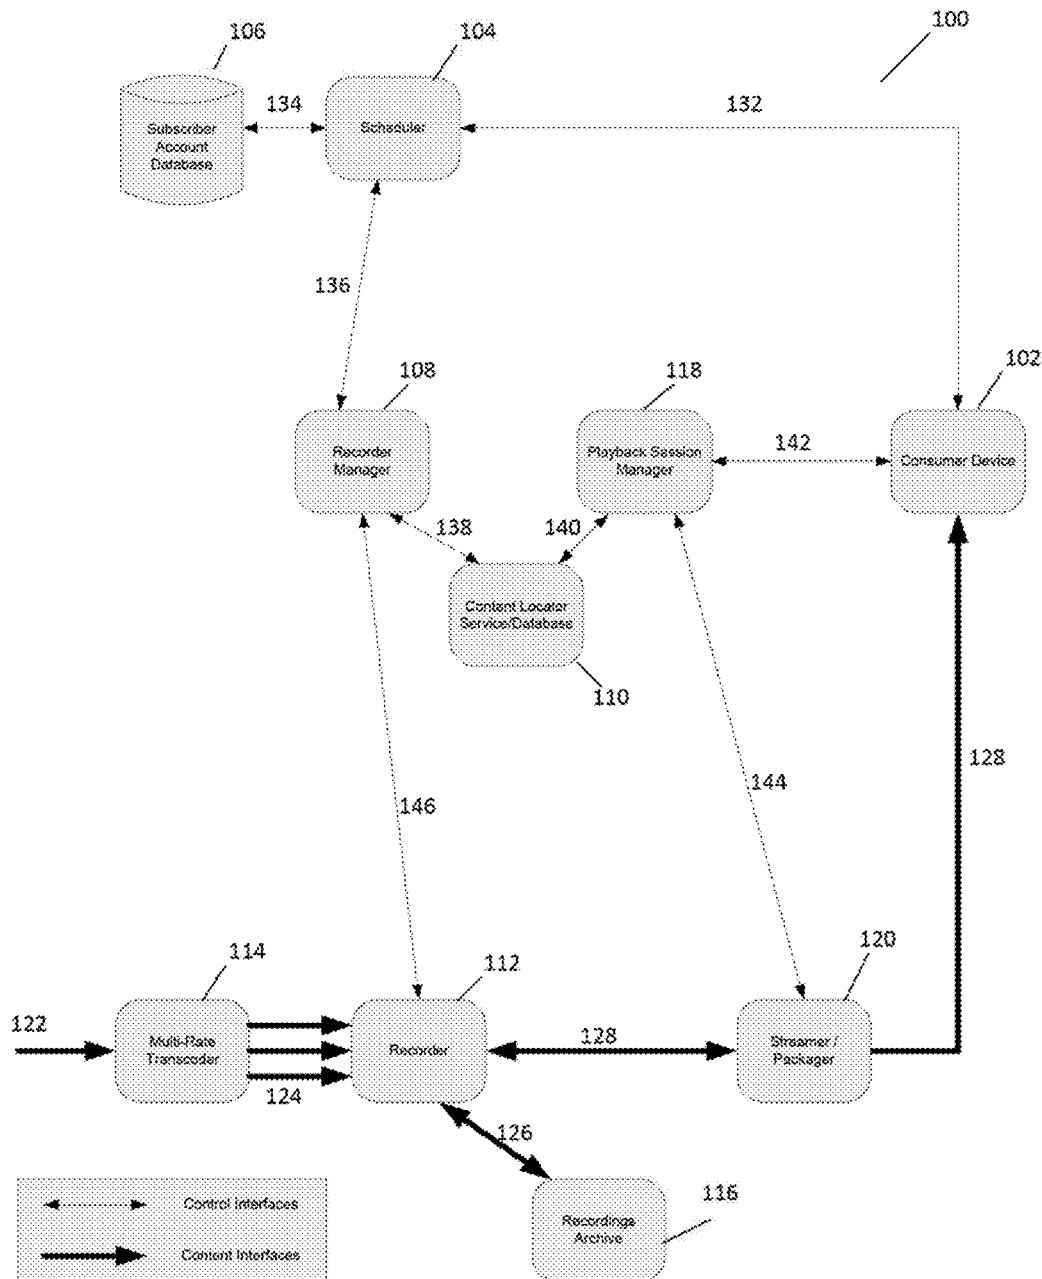 106
104
100
134
132
Subscriber
Account
Database
Scheduler
136
108
118
102
Recorder
Manager
Playback Session
Manager
142
Consumer Device
138
140
Content Locater
Service/Database
110
128
146
144
114
112
120
122
Multi-Rate
Transcoder
Recorder
128
Streamer /
Packager
124
126
Control Interfaces
Content Interfaces
Recordings
Archive
116